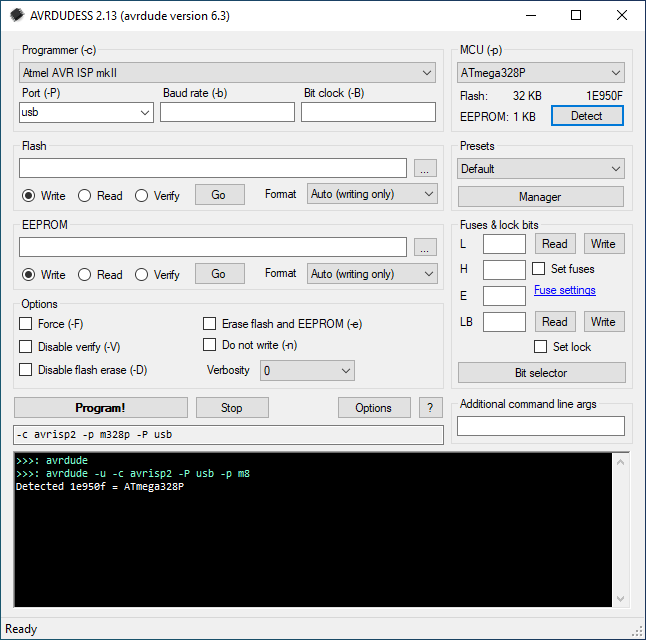 AVRDUDESS 2.13 (avrdude version 6.3)
Programmer (-c)
Atmel AVR ISP mkII
Port (-P)
Baud rate (-b)
Bit clock (-B)
usb
MCU (-p)
ATmega328P
Flash: 32 KB 1E950F
EEPROM: 1 KB Detect
Flash
...
Write Read Verify Go Format Auto (writing only)
Presets
Default
Manager
EEPROM
...
Write Read Verify Go Format Auto (writing only)
Fuses & lock bits
L Read Write
H Set fuses
E Fuse settings
LB Read Write
Set lock
Bit selector
Options
Force (-F) Erase flash and EEPROM (-e)
Disable verify (-V) Do not write (-n)
Disable flash erase (-D) Verbosity 0
Program! Stop Options ?
Additional command line args
-c avrisp2 -p m328p -P usb
>>>: avrdude
>>>: avrdude -u -c avrisp2 -P usb -p m8
Detected 1e950f = ATmega328P
Ready